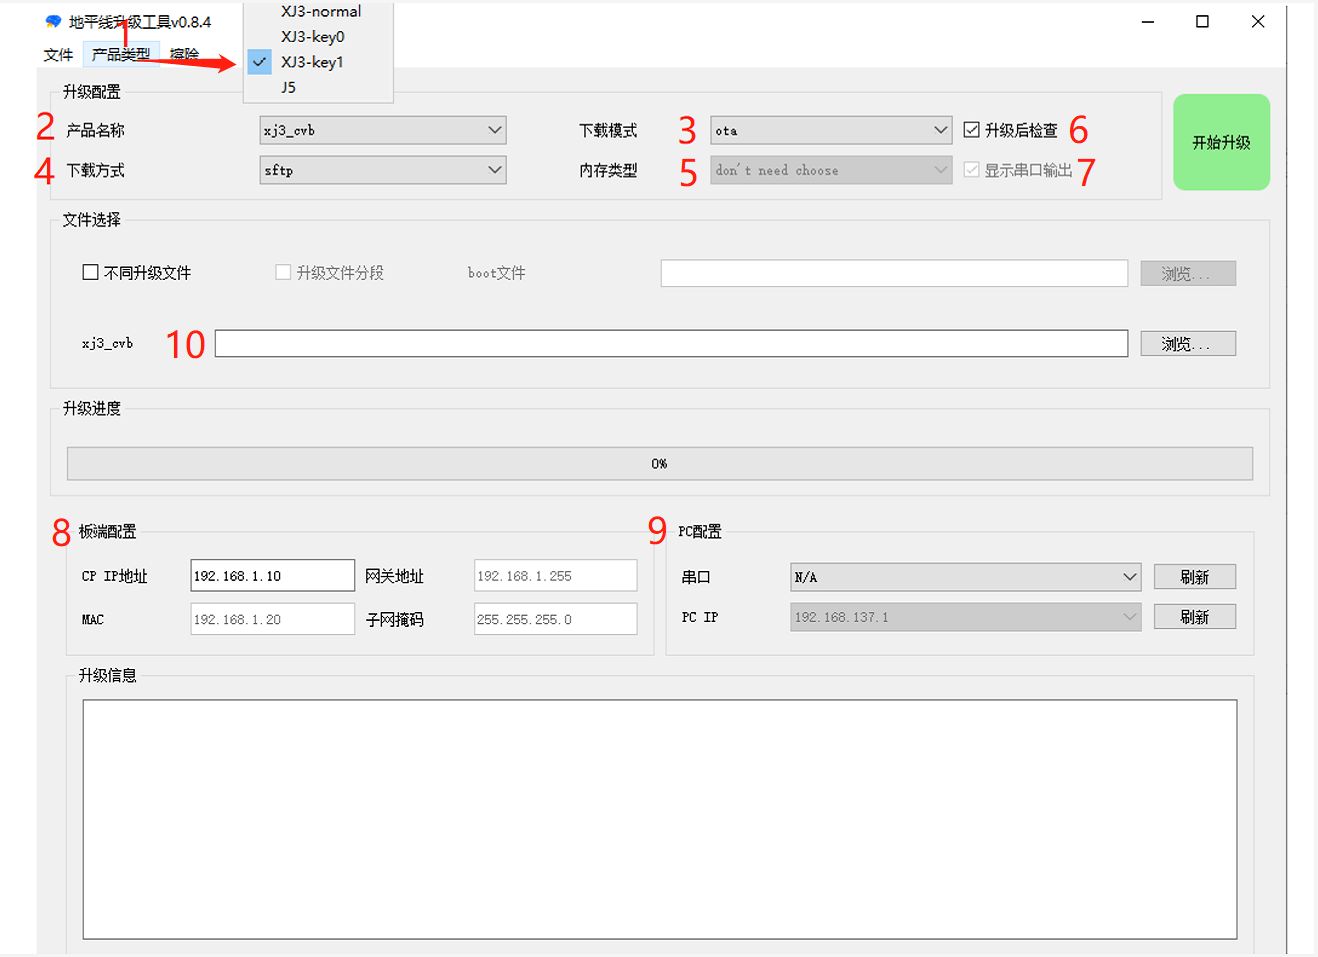 地平线升级工具v0.8.4
文件 产品类型 擦除
1
XJ3-normal
XJ3-key0
XJ3-key1
J5
升级配置
2 产品名称 xj3_cvb 下载模式 3 ota 升级后检查 6
4 下载方式 sftp 内存类型 5 don't need choose 显示串口输出 7
开始升级
文件选择
不同升级文件 升级文件分段 boot文件 浏览...
xj3_cvb 10 浏览...
升级进度
0%
8 板端配置
CP IP地址 192.168.1.10 网关地址 192.168.1.255
MAC 192.168.1.20 子网掩码 255.255.255.0
9 PC配置
串口 N/A 刷新
PC IP 192.168.137.1 刷新
升级信息